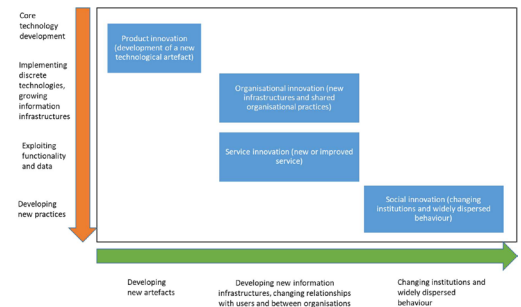 Core
technology
development
Product innovation
(development of a new
technological artefact)
Implementing
discrete
technologies,
growing
information
infrastructures
Organisational innovation (new
infrastructures and shared
organisational practices)
Exploiting
functionality
and data
Service innovation (new or improved
service)
Developing
new practices
Social innovation (changing
institutions and widely dispersed
behaviour)
Developing
new artefacts
Developing new information
infrastructures, changing relationships
with users and between organisations
Changing institutions and
widely dispersed
behaviour